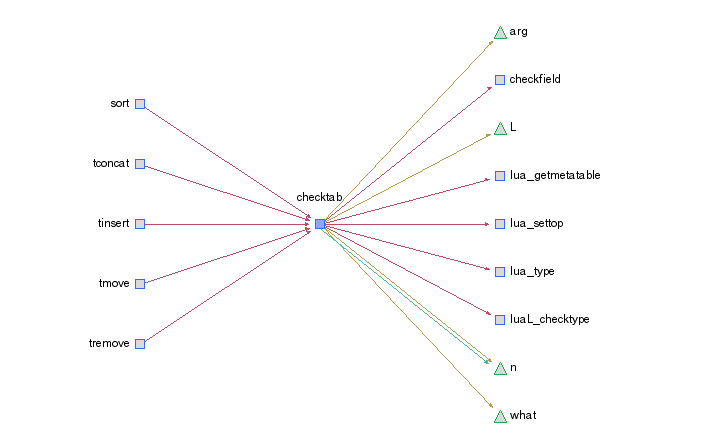 sort
tconcat
tinsert
tmove
tremove
checktab
arg
checkfield
L
lua_getmetatable
lua_settop
lua_type
luaL_checktype
n
what